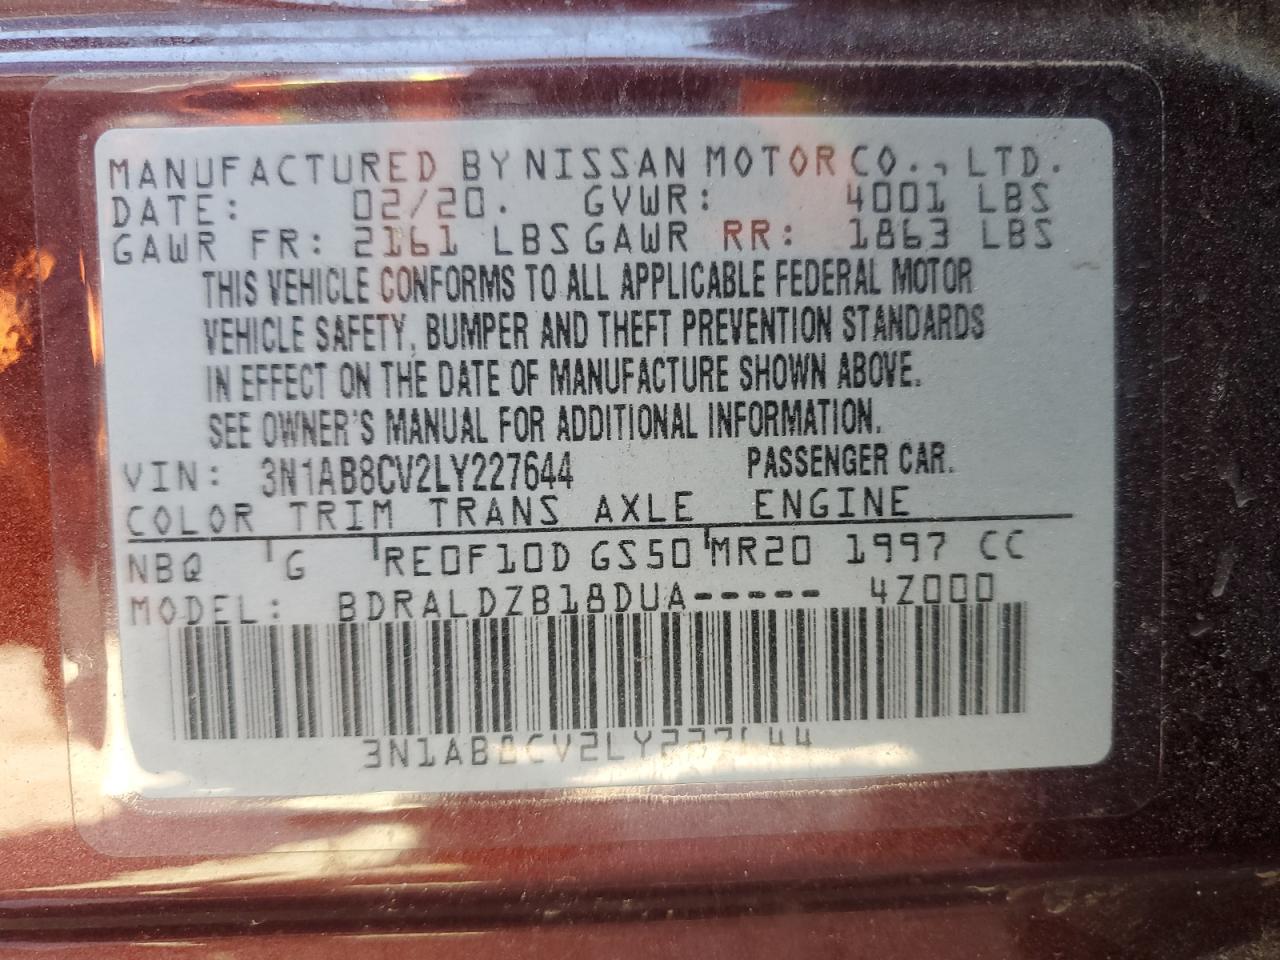 MANUFACTURED BY NISSAN MOTOR CO., LTD.
DATE: 02/20. GVWR: 4001 LBS
GAWR FR: 2161 LBS GAWR RR: 1863 LBS
THIS VEHICLE CONFORMS TO ALL APPLICABLE FEDERAL MOTOR
VEHICLE SAFETY, BUMPER AND THEFT PREVENTION STANDARDS
IN EFFECT ON THE DATE OF MANUFACTURE SHOWN ABOVE.
SEE OWNER'S MANUAL FOR ADDITIONAL INFORMATION.
VIN: 3N1AB8CV2LY227644 PASSENGER CAR.
COLOR TRIM TRANS AXLE ENGINE
NBQ G RE0F10D GS50 MR20 1997 CC
MODEL: BDRALDZB18DUA----- 4Z000
3N1AB8CV2LY227644